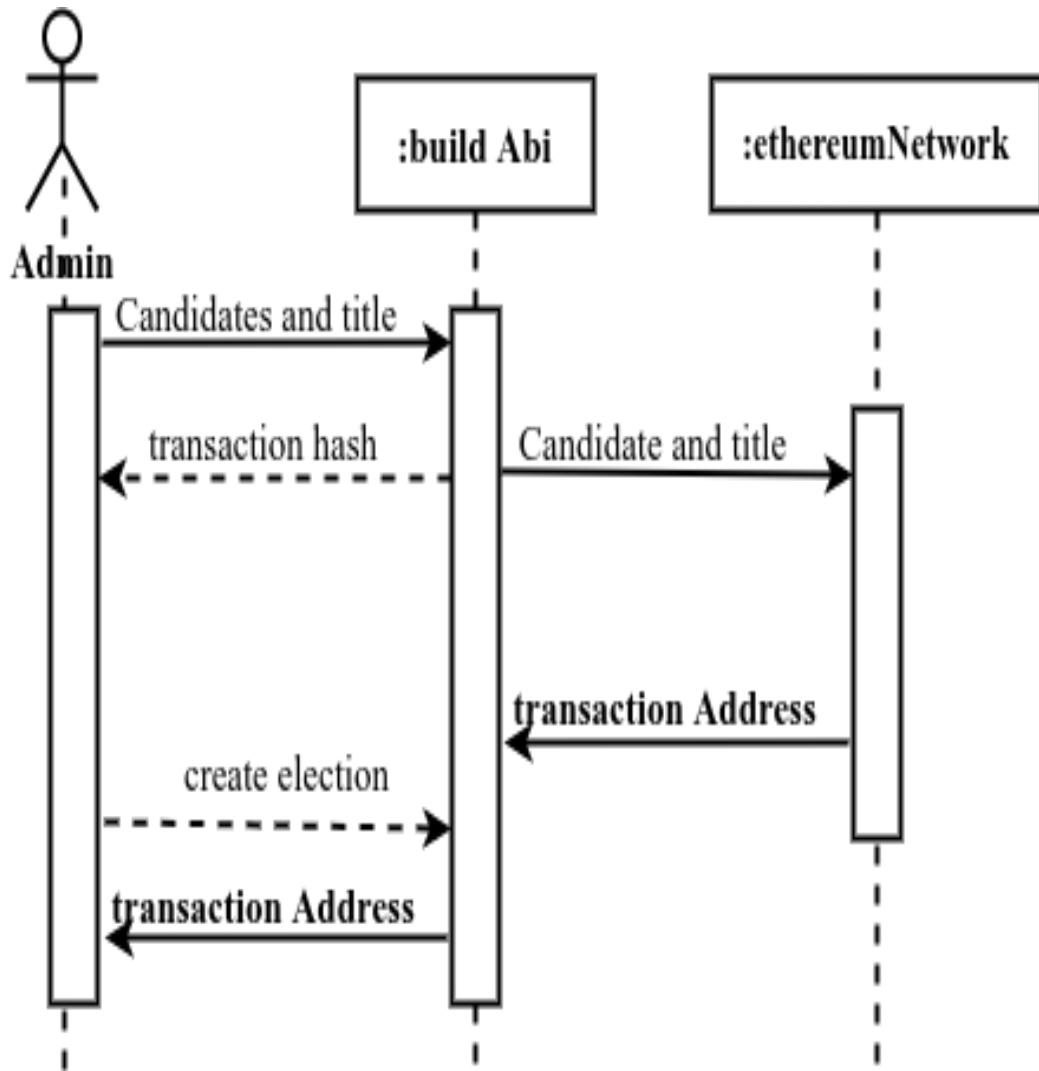 :build Abi
:ethereumNetwork
Admin
Candidates and title
transaction hash
Candidate and title
transaction Address
create election
transaction Address